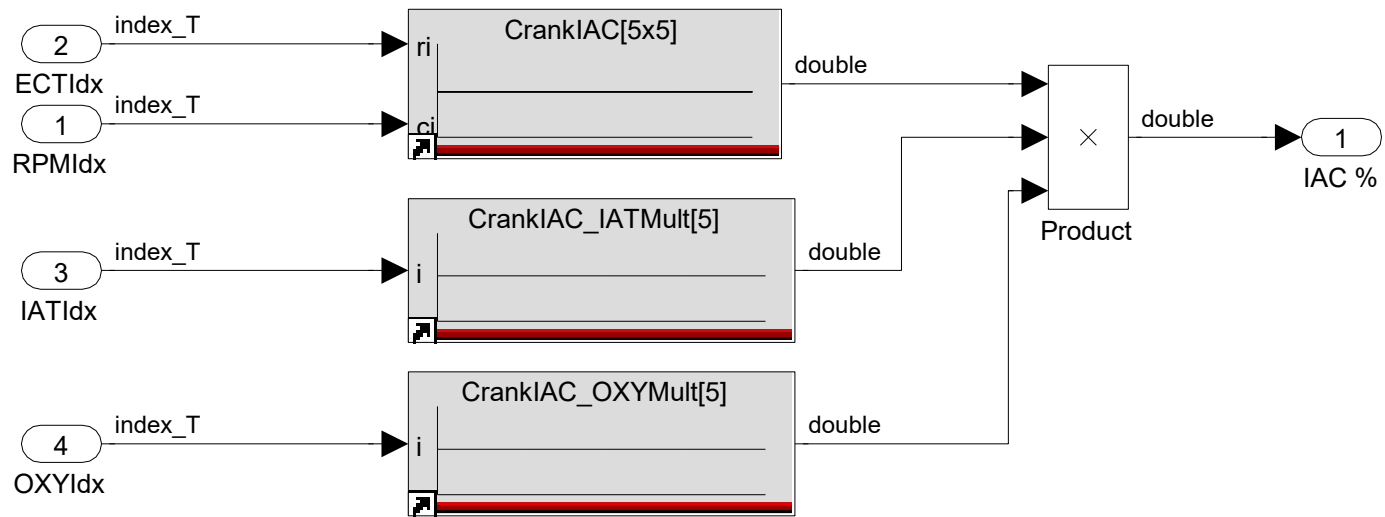 2
ECTIdx
index_T
1
RPMIdx
index_T
ri
ci
CrankIAC[5x5]
double
3
IATIdx
index_T
i
CrankIAC_IATMult[5]
double
4
OXYIdx
index_T
i
CrankIAC_OXYMult[5]
double
×
Product
double
1
IAC %